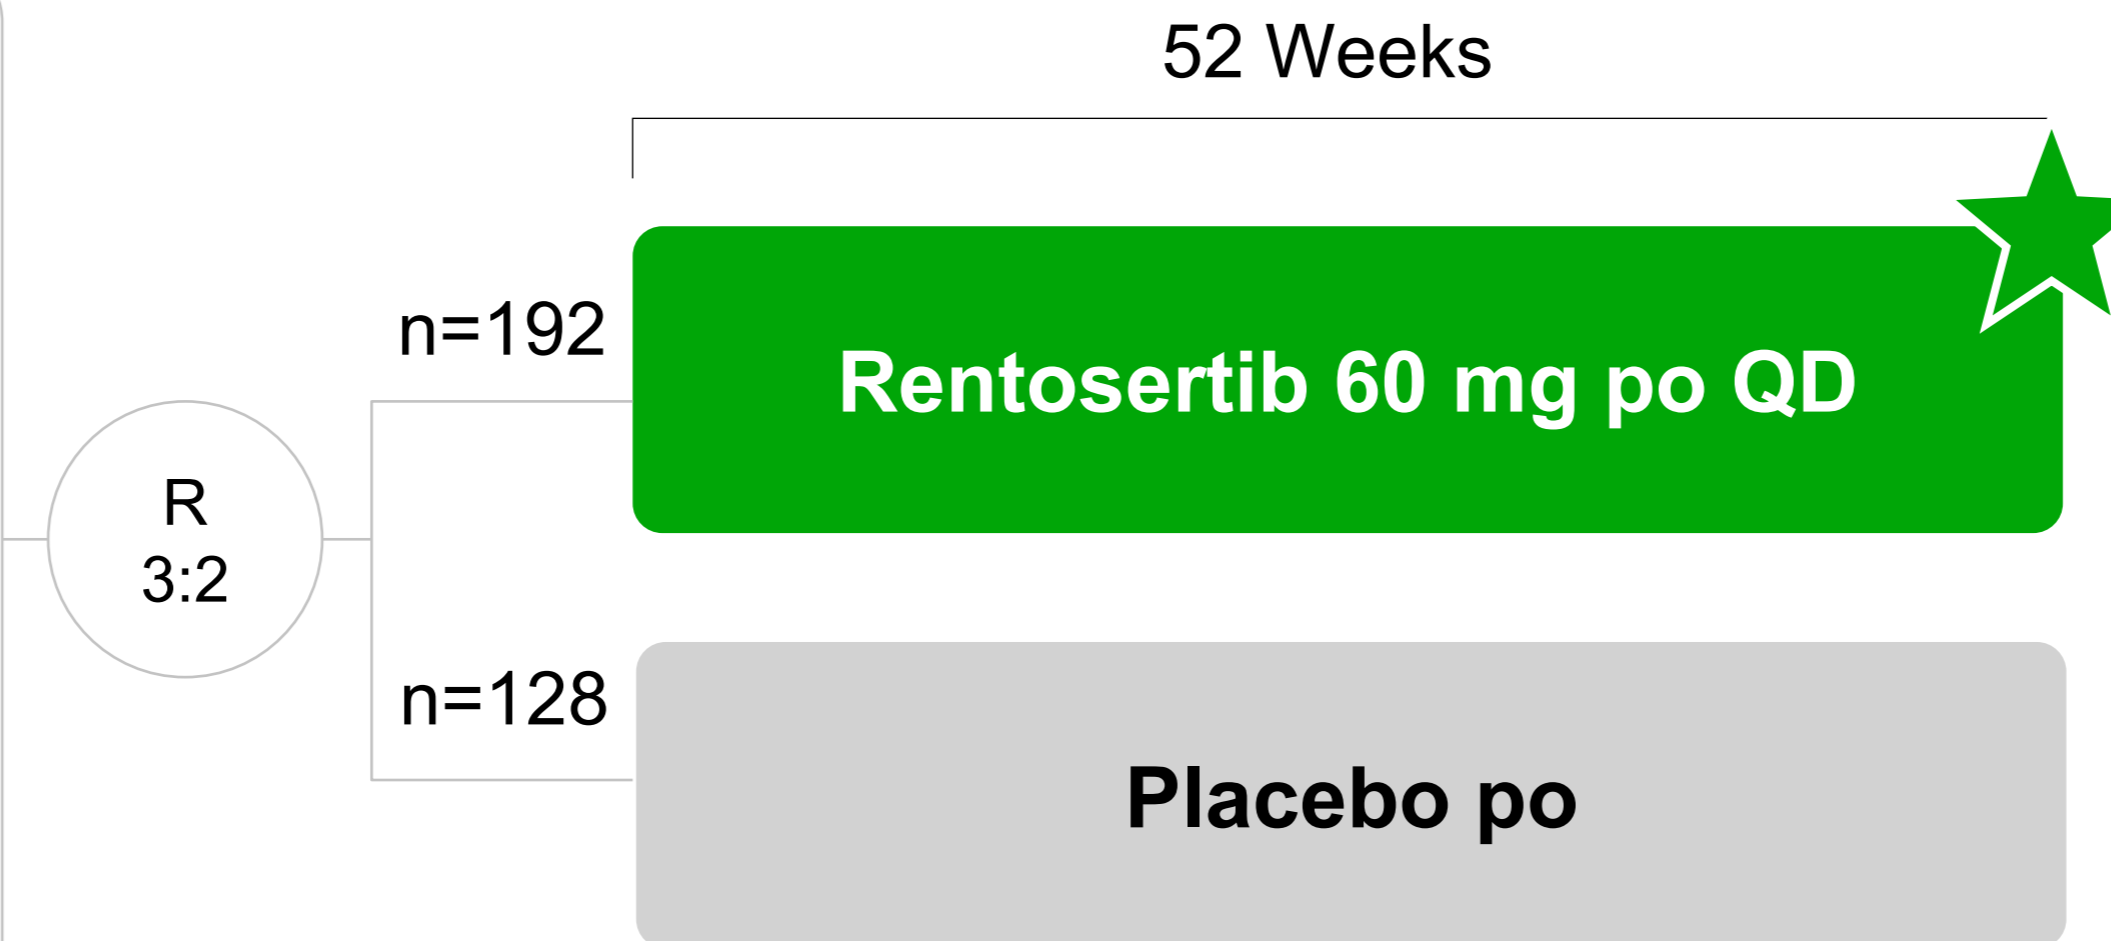 52 Weeks
n=192
Rentosertib 60 mg po QD
R
3:2
n=128
Placebo po